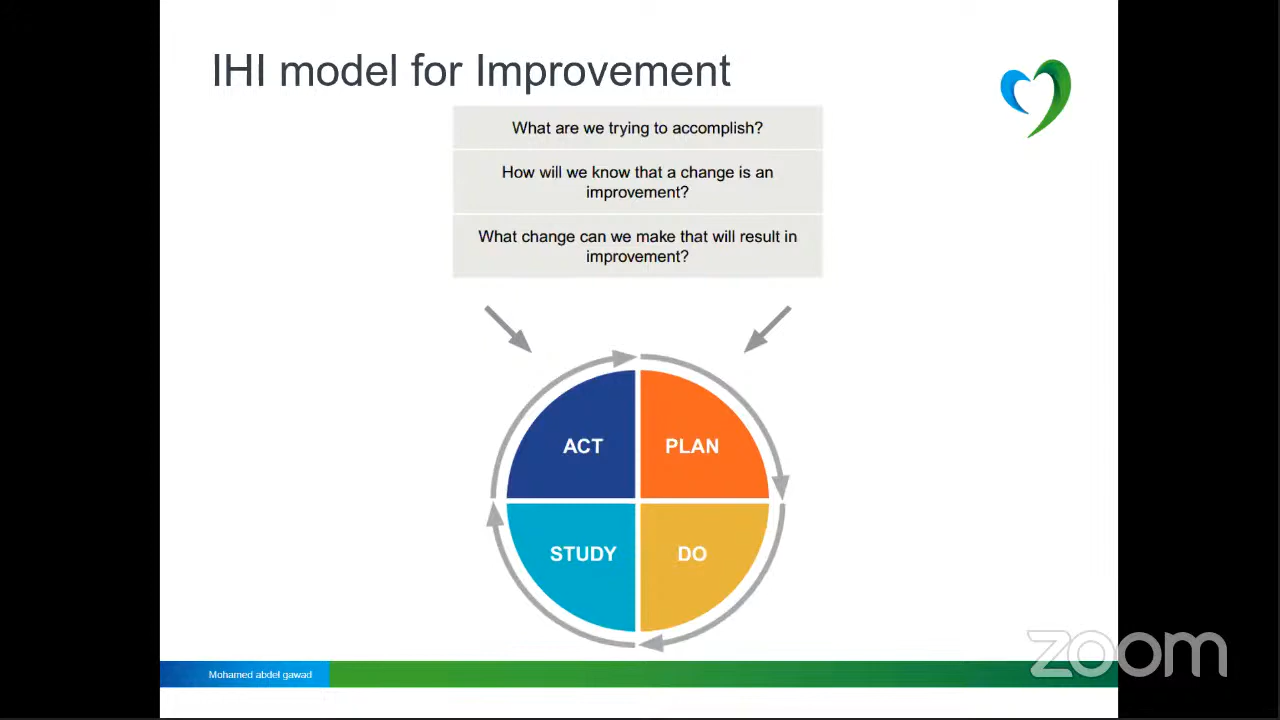 IHI model for Improvement
What are we trying to accomplish?
How will we know that a change is an
improvement?
What change can we make that will result in
improvement?
ACT
PLAN
STUDY
DO
Mohamed abdel gawad
zoom